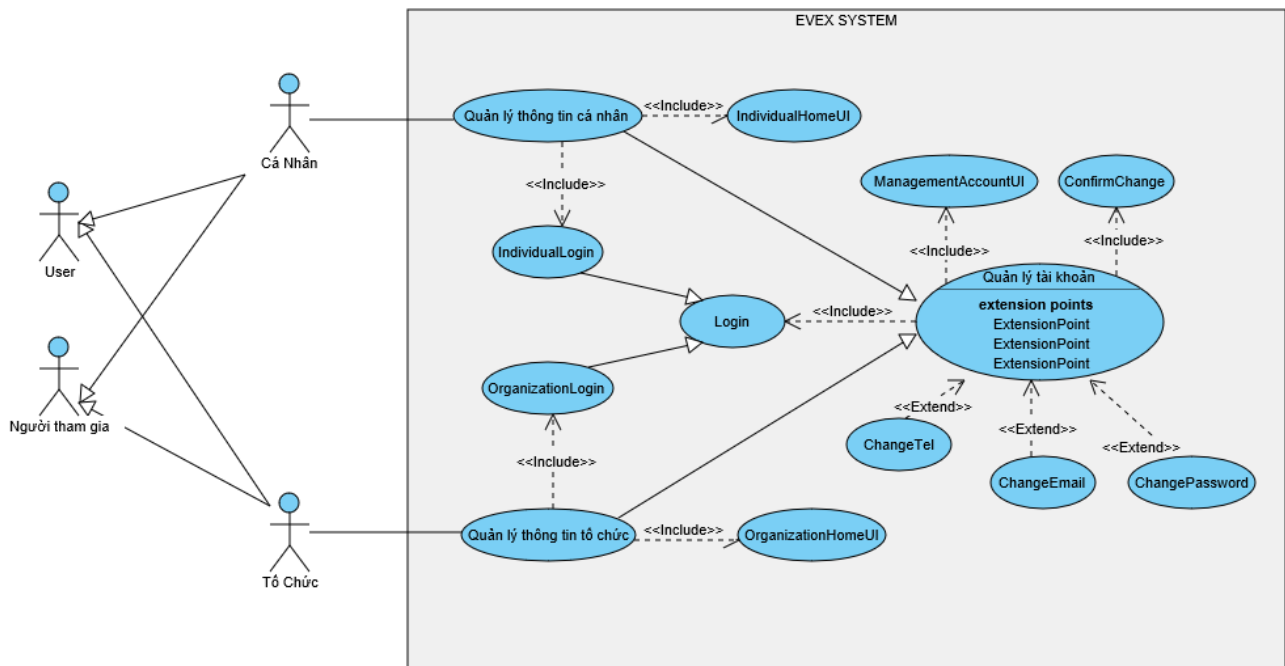 EVEX SYSTEM
Cá Nhân
Quản lý thông tin cá nhân
<<Include>>
IndividualHomeUI
<<Include>>
ManagementAccountUI
ConfirmChange
User
IndividualLogin
<<Include>>
<<Include>>
Quản lý tài khoản
extension points
ExtensionPoint
ExtensionPoint
ExtensionPoint
<<Include>>
Login
OrganizationLogin
Người tham gia
<<Extend>>
ChangeTel
<<Extend>>
<<Extend>>
<<Include>>
ChangeEmail
ChangePassword
Tổ Chức
Quản lý thông tin tổ chức
<<Include>>
OrganizationHomeUI